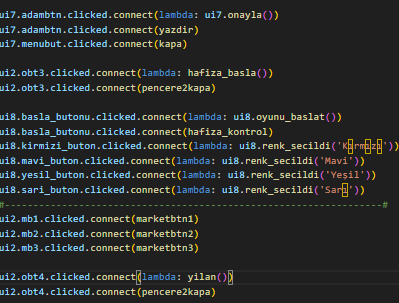 ui7.adambtn.clicked.connect(lambda: ui7.onayla())
ui7.adambtn.clicked.connect(yazdir)
ui7.menubut.clicked.connect(kapa)
ui2.obt3.clicked.connect(lambda: hafiza_basla())
ui2.obt3.clicked.connect(pencere2kapa)
ui8.basla_butonu.clicked.connect(lambda: ui8.oyunu_baslat())
ui8.basla_butonu.clicked.connect(hafiza_kontrol)
ui8.kirmizi_buton.clicked.connect(lambda: ui8.renk_secildi('Kırmızı'))
ui8.mavi_buton.clicked.connect(lambda: ui8.renk_secildi('Mavi'))
ui8.yesil_buton.clicked.connect(lambda: ui8.renk_secildi('Yeşil'))
ui8.sari_buton.clicked.connect(lambda: ui8.renk_secildi('Sarı'))
#------------------------------------------------------#
ui2.mb1.clicked.connect(marketbtn1)
ui2.mb2.clicked.connect(marketbtn2)
ui2.mb3.clicked.connect(marketbtn3)
ui2.obt4.clicked.connect(lambda: yilan())
ui2.obt4.clicked.connect(pencere2kapa)